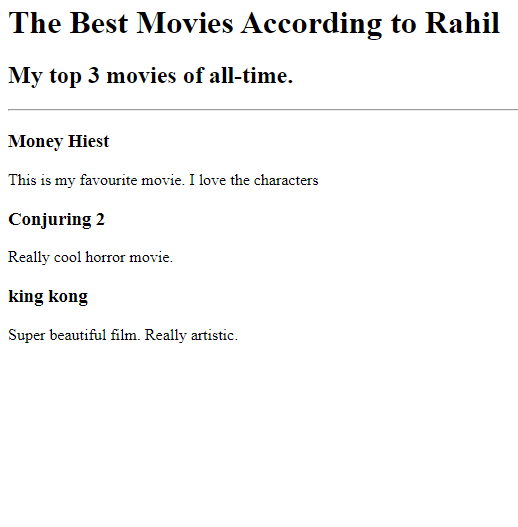 The Best Movies According to Rahil
My top 3 movies of all-time.
Money Hiest
This is my favourite movie. I love the characters
Conjuring 2
Really cool horror movie.
king kong
Super beautiful film. Really artistic.